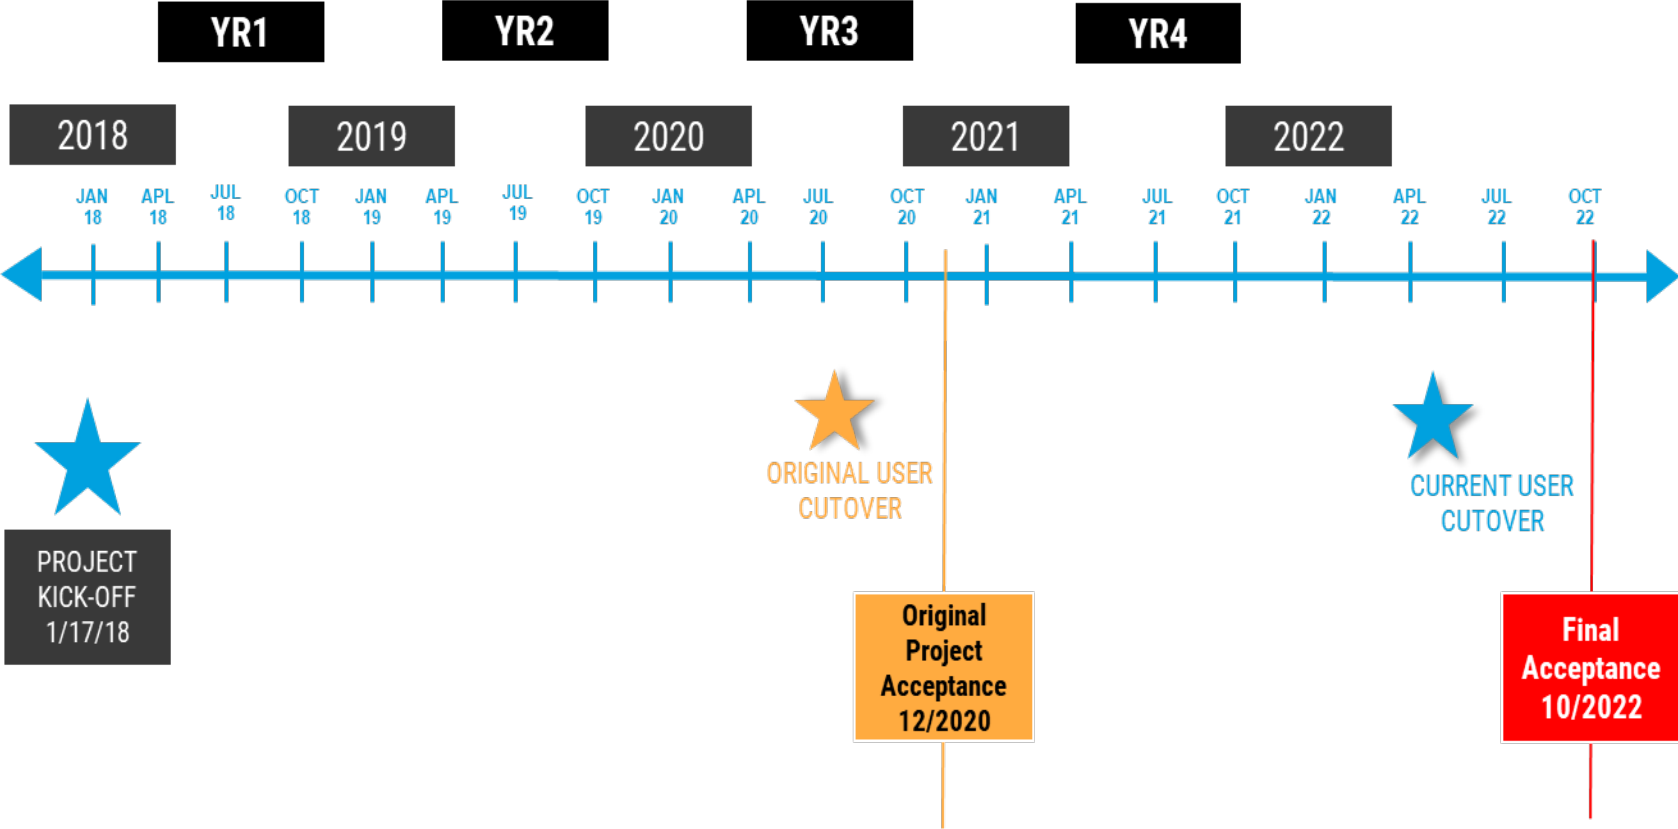 YR1
YR2
YR3
YR4
2018
2019
2020
2021
2022
JAN
18
APL
18
JUL
18
OCT
18
JAN
19
APL
19
JUL
19
OCT
19
JAN
20
APL
20
JUL
20
OCT
20
JAN
21
APL
21
JUL
21
OCT
21
JAN
22
APL
22
JUL
22
OCT
22
PROJECT
KICK-OFF
1/17/18
ORIGINAL USER
CUTOVER
Original
Project
Acceptance
12/2020
CURRENT USER
CUTOVER
Final
Acceptance
10/2022